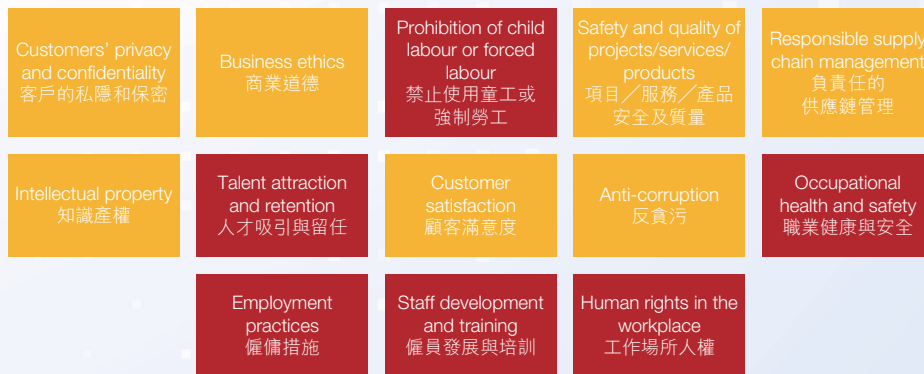 Customers' privacy
and confidentiality
客戶的私隱和保密
Business ethics
商業道德
Prohibition of child
labour or forced
labour
禁止使用童工或
強制勞工
Safety and quality of
projects/services/
products
項目／服務／產品
安全及質量
Responsible supply
chain management
負責任的
供應鏈管理
Intellectual property
知識產權
Talent attraction
and retention
人才吸引與留任
Customer
satisfaction
顧客滿意度
Anti-corruption
反貪污
Occupational
health and safety
職業健康與安全
Employment
practices
僱傭措施
Staff development
and training
僱員發展與培訓
Human rights in the
workplace
工作場所人權